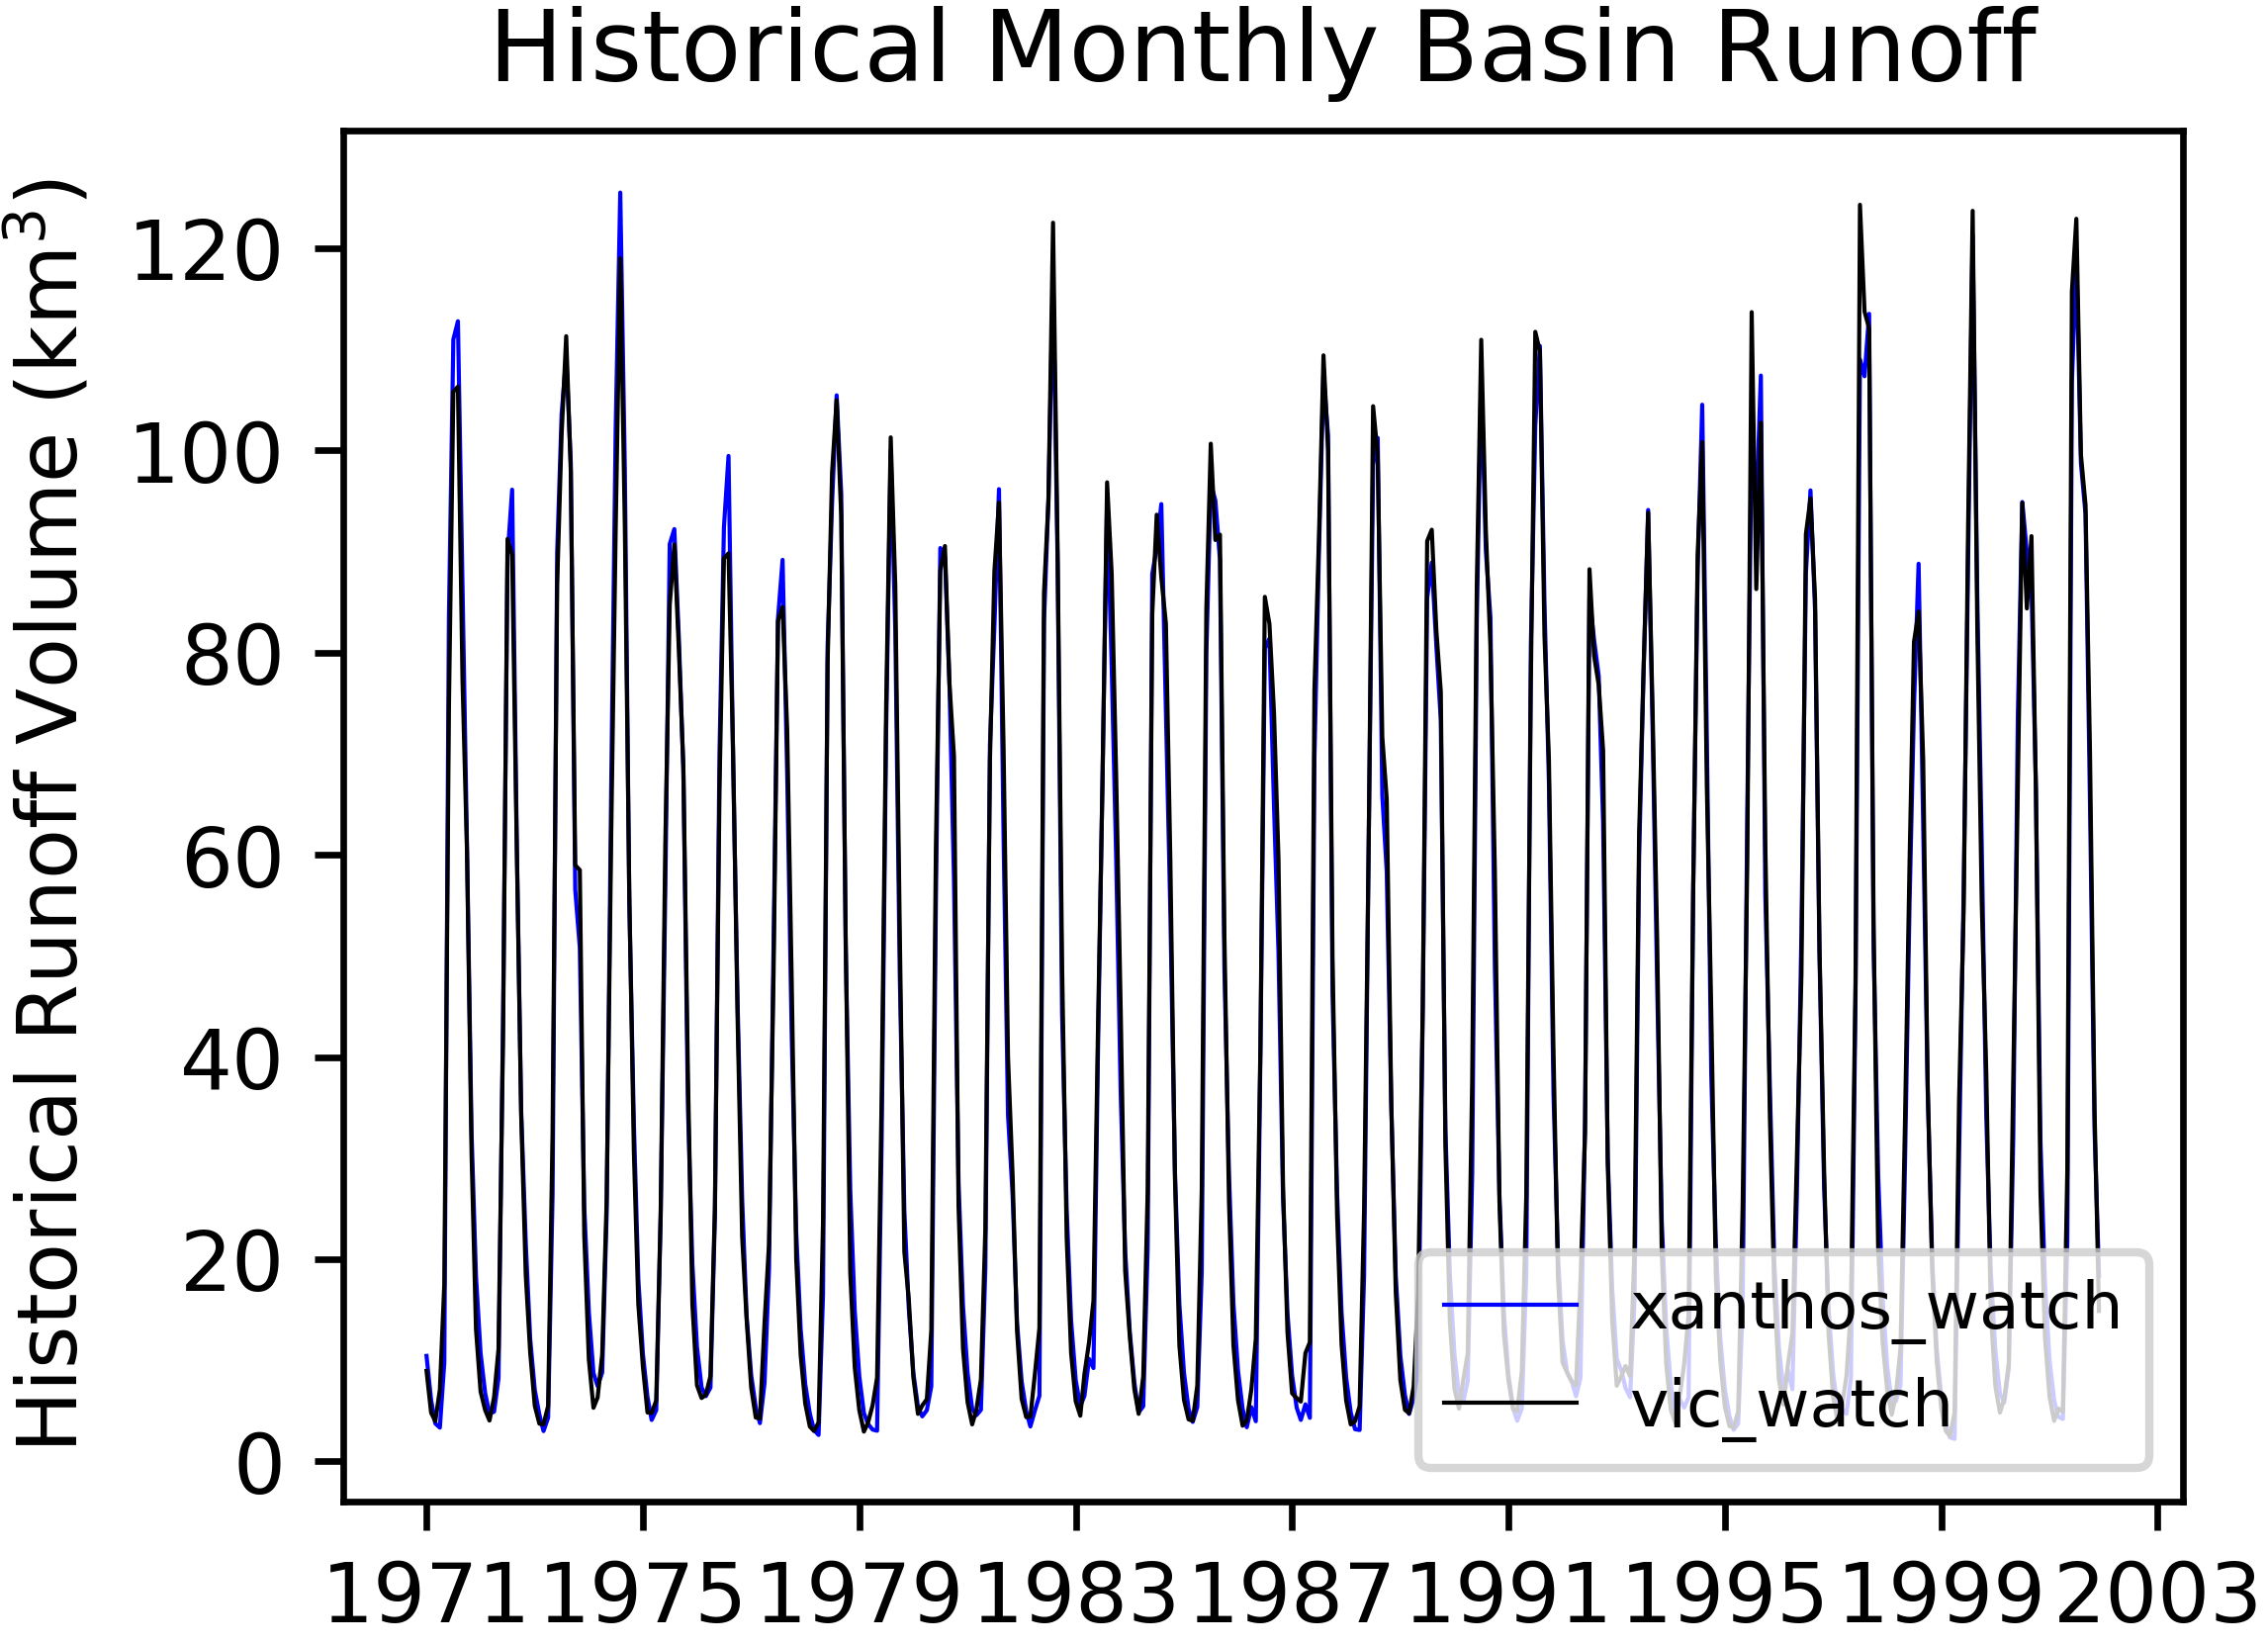 Historical Monthly Basin Runoff
Historical Runoff Volume (km³)
120
100
80
60
40
20
0
xanthos_watch
vic_watch
1971 1975 1979 1983 1987 1991 1995 1999 2003